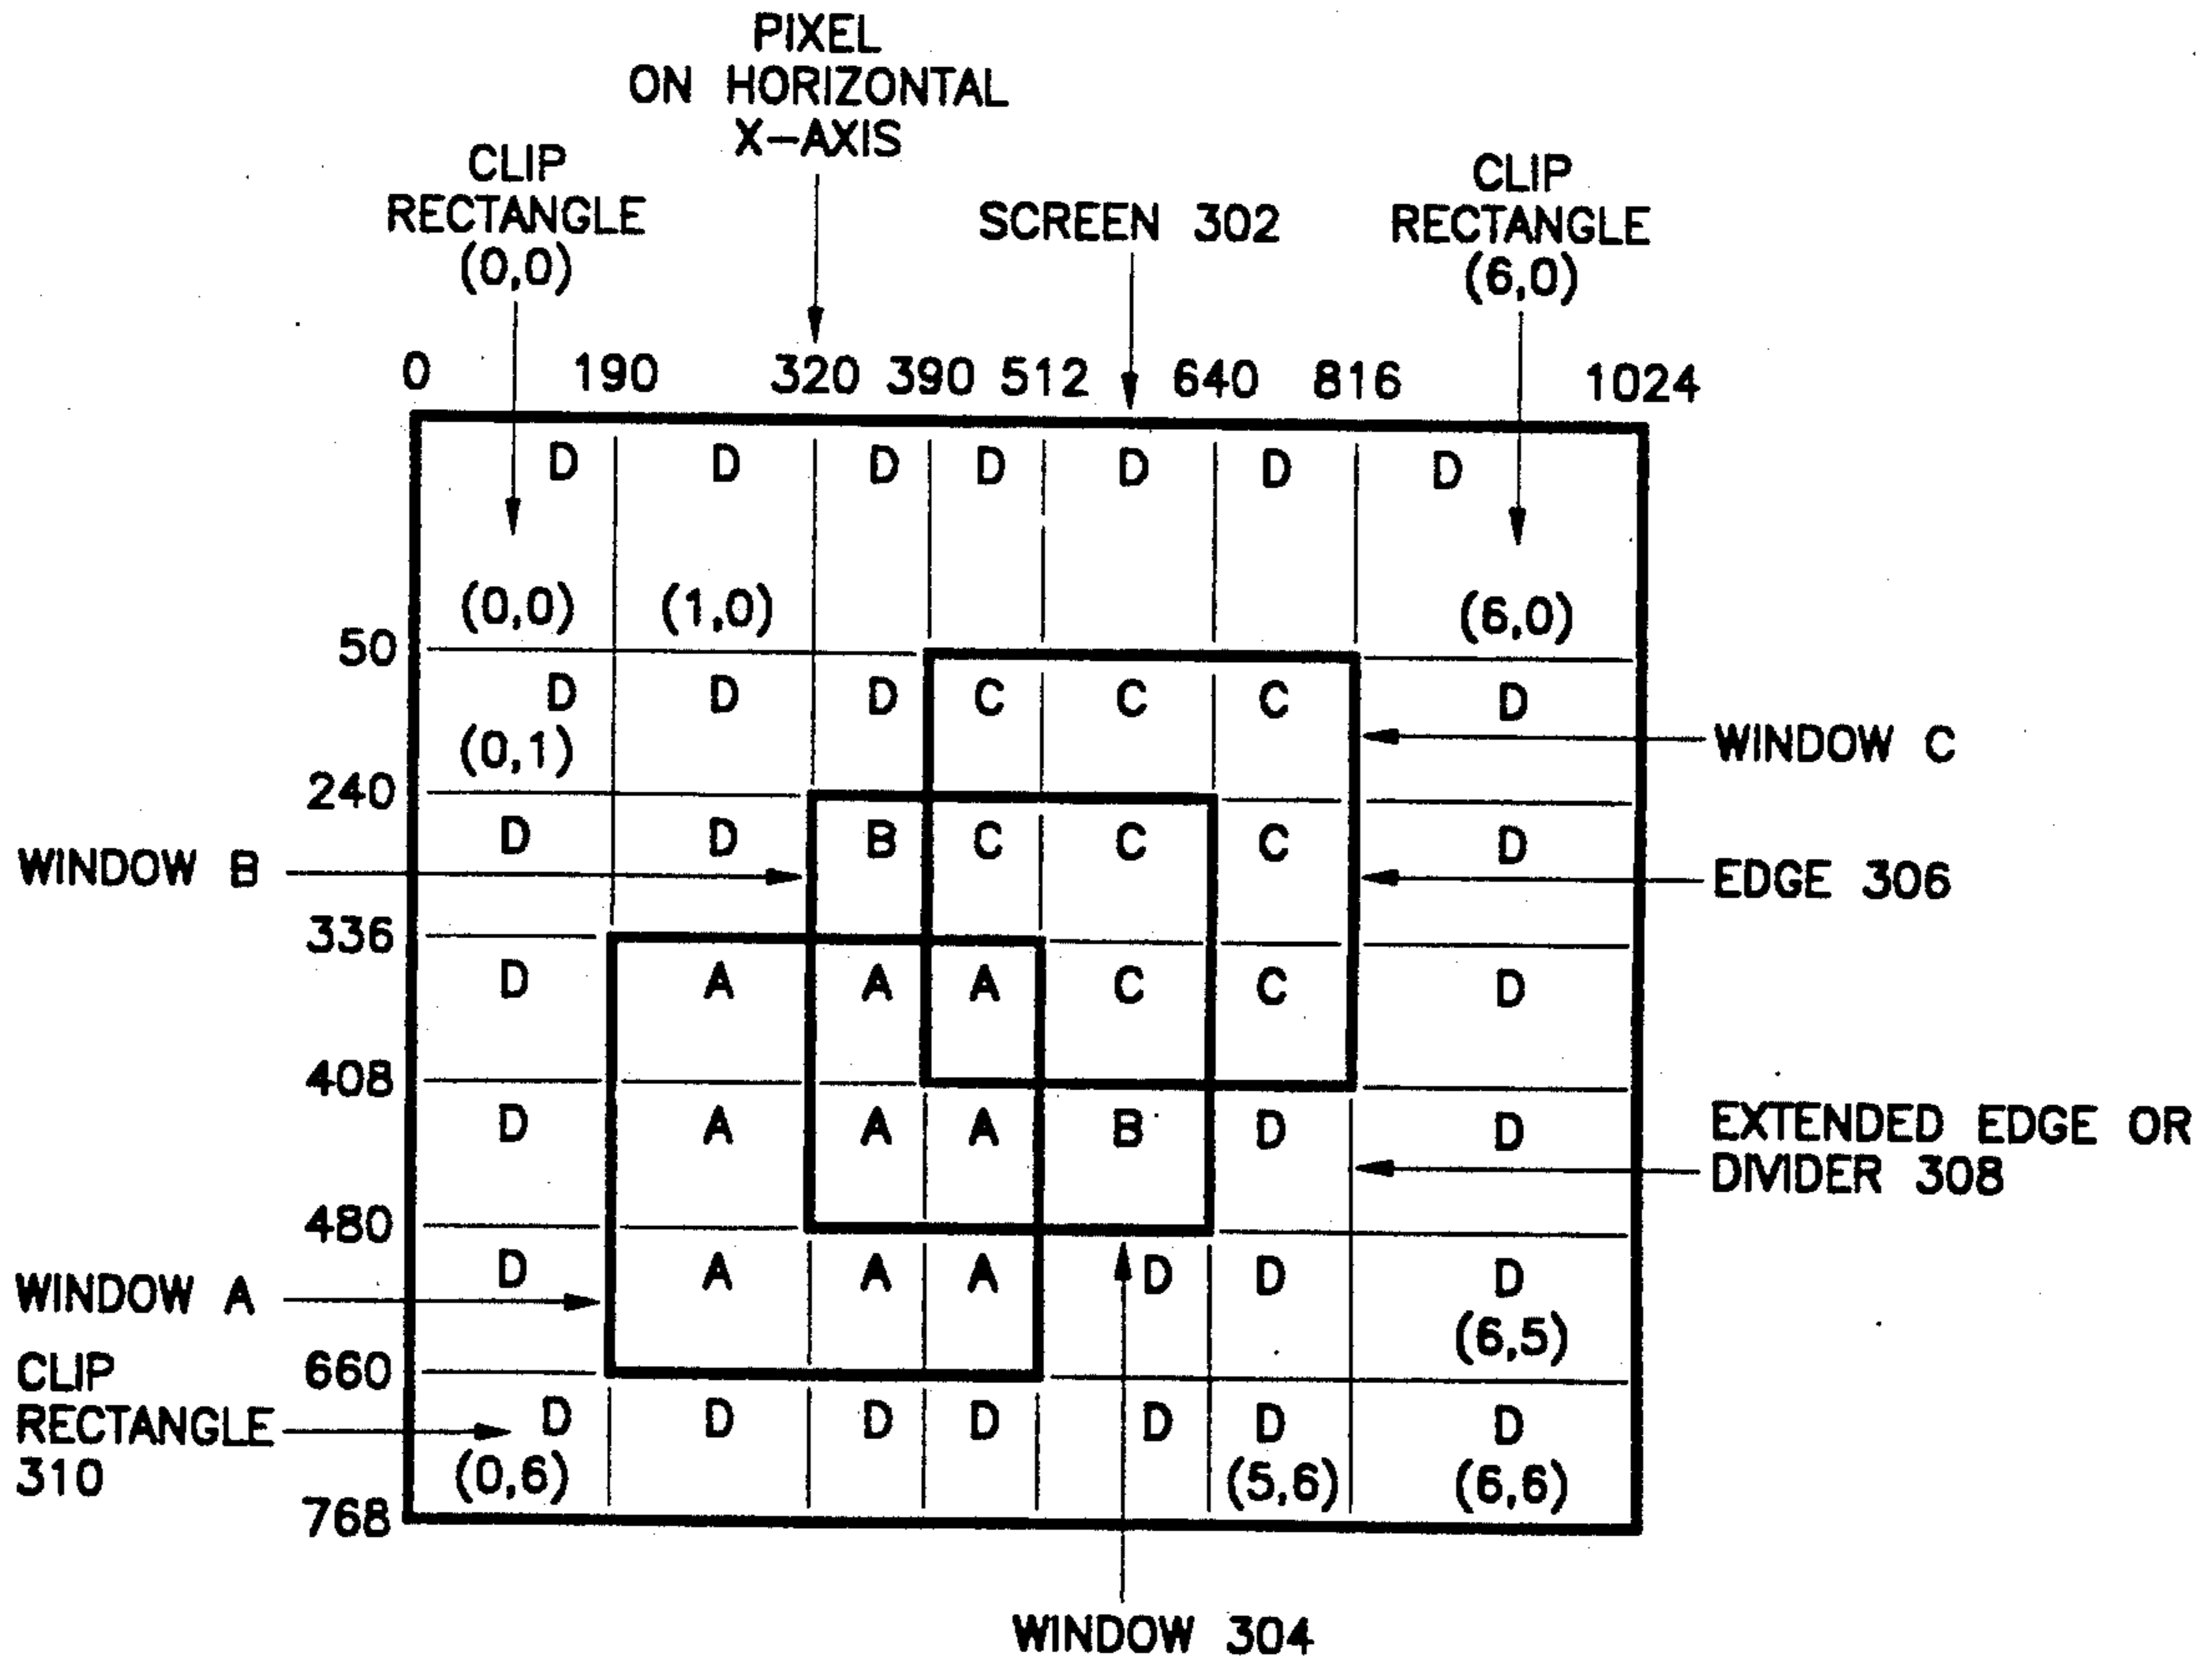 PIXEL
ON HORIZONTAL
X-AXIS
CLIP
RECTANGLE
(0,0)
SCREEN 302
CLIP
RECTANGLE
(6,0)
0 190 320 390 512 640 816 1024
D D D D D D D
(0,0) (1,0) (6,0)
50
D D D C C C D
(0,1)
WINDOW C
240
D D B C C C D
WINDOW B
EDGE 306
336
D A A A C C D
408
D A A A B D D
EXTENDED EDGE OR
DIVIDER 308
480
D A A A D D D
WINDOW A
(6,5)
660
CLIP
RECTANGLE
310
D D D D D D D
(0,6) (5,6) (6,6)
768
WINDOW 304